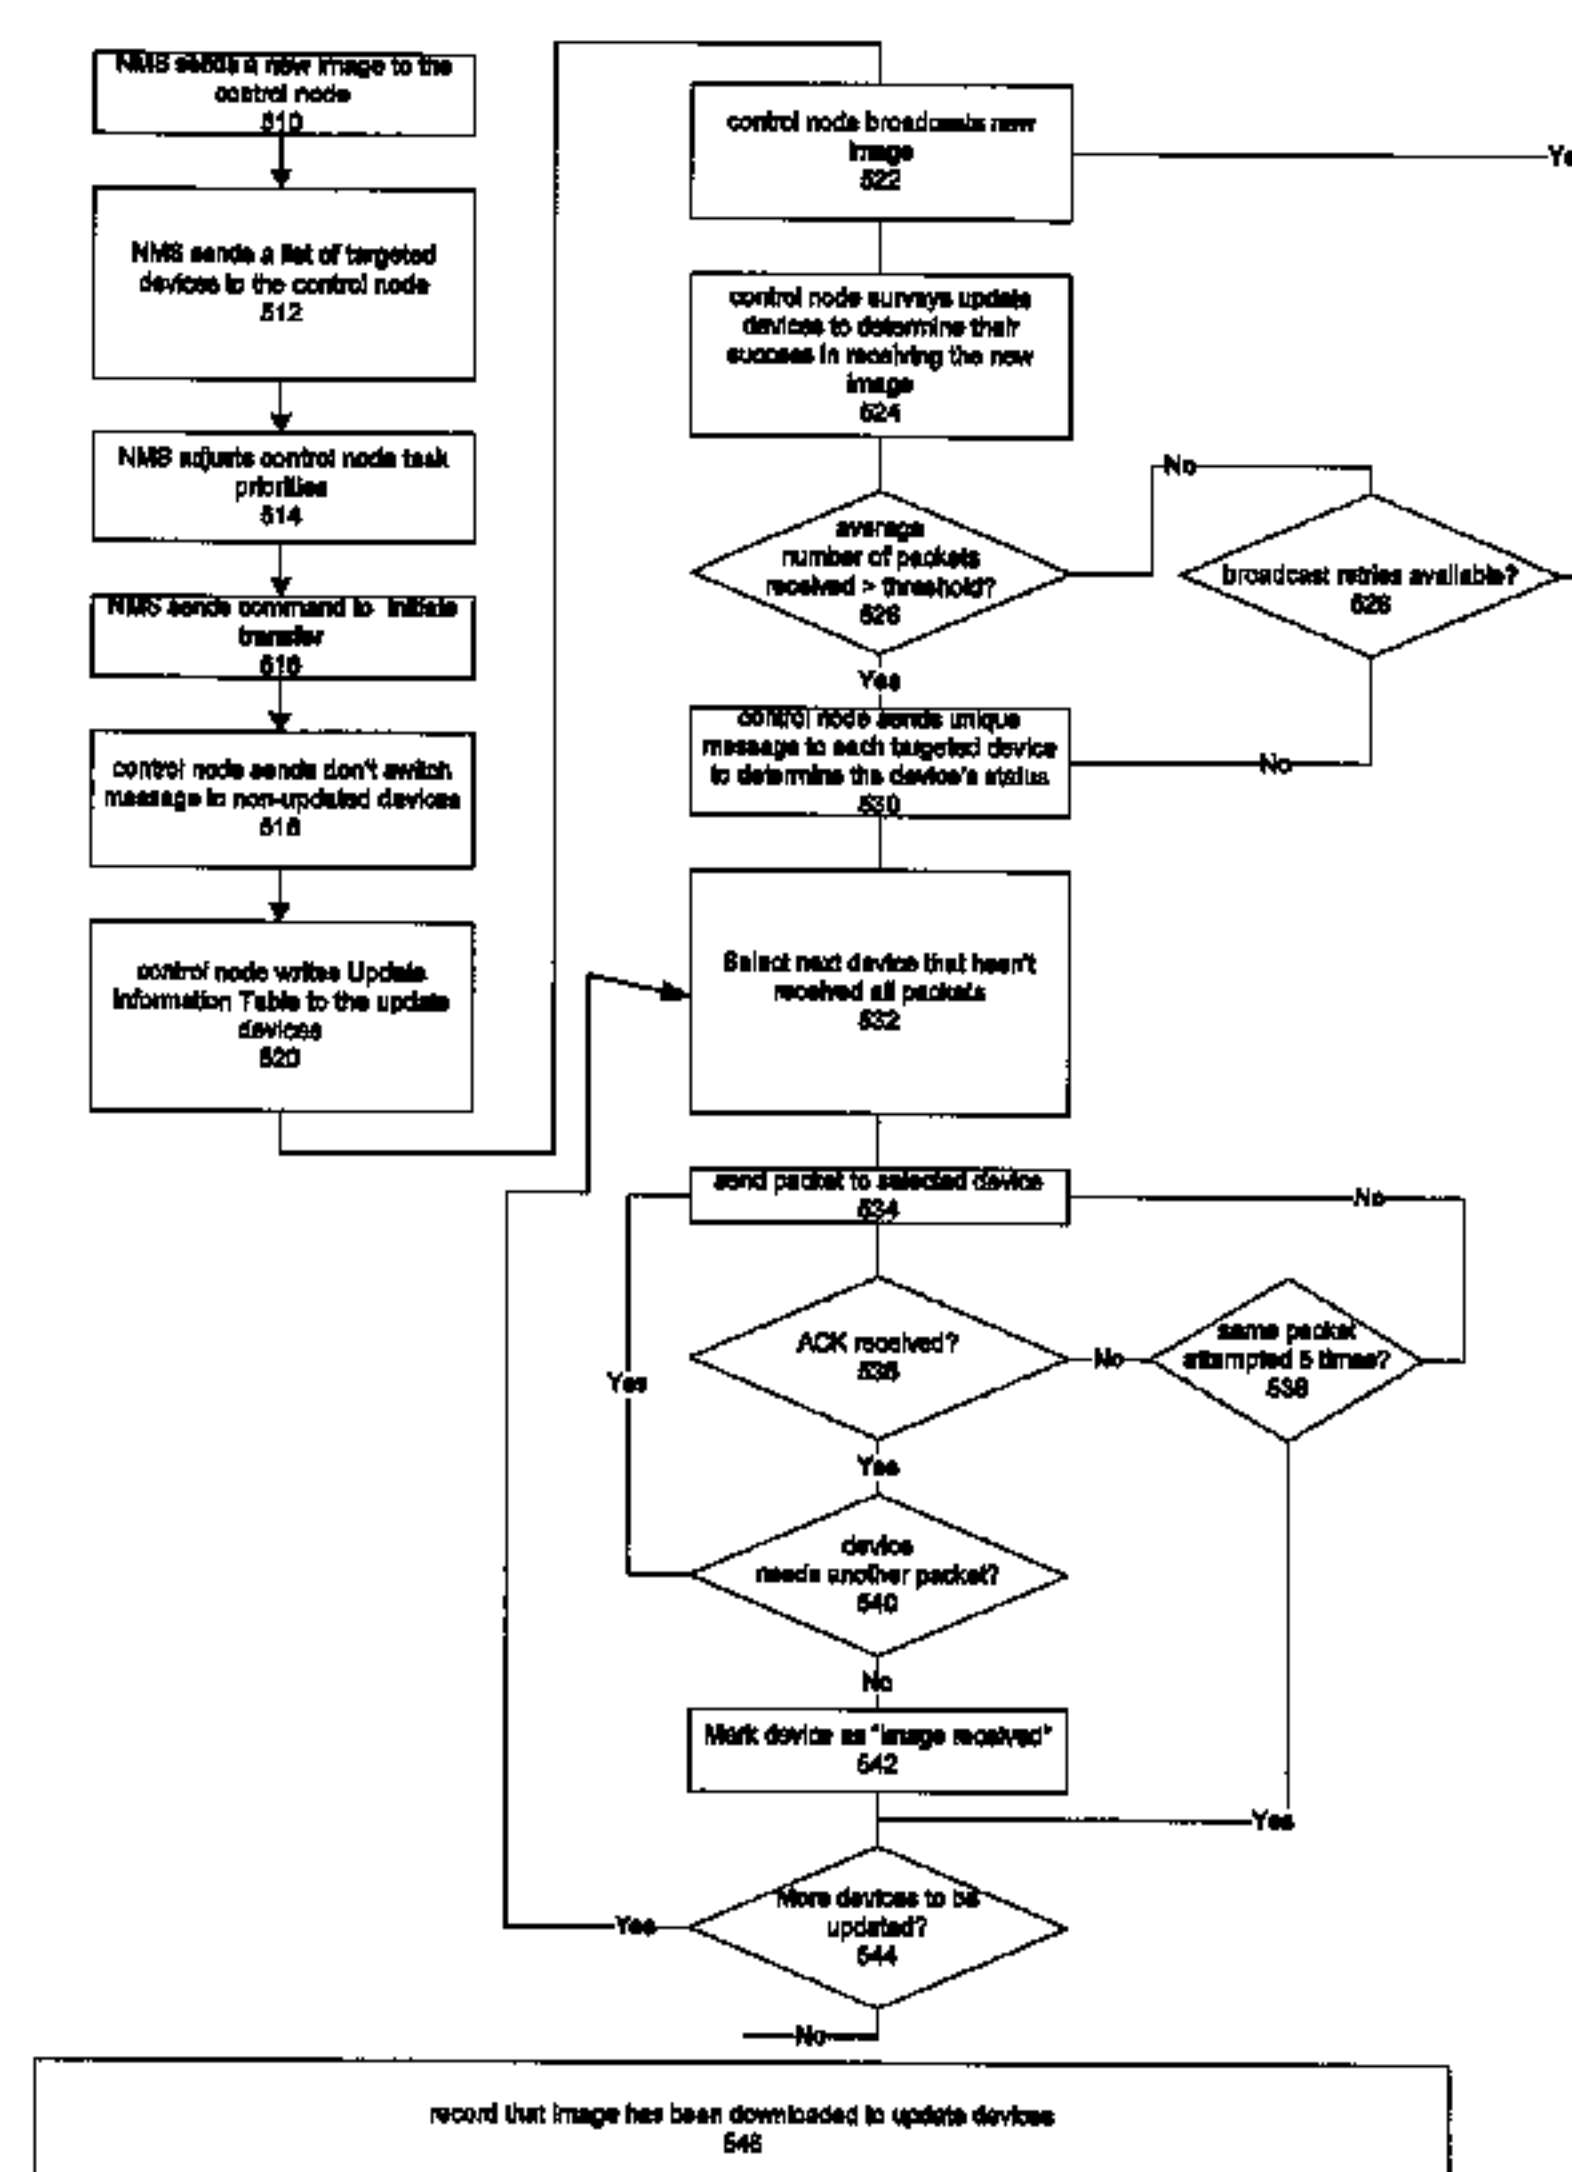 NMS sends a new image to the
control node
510
NMS sends a list of targeted
devices to the control node
512
NMS adjusts control node task
priorities
514
NMS sends command to initiate
transfer
516
control node sends don't switch
message to non-updated devices
518
control node writes Update
Information Table to the update
devices
520
control node broadcasts new
image
522
Ye
control node surveys update
devices to determine their
success in receiving the new
image
524
No
average
number of packets
received > threshold?
526
broadcast retries available?
528
Yes
control node sends unique
message to each targeted device
to determine the device's status
530
No
Select next device that hasn't
received all packets
532
send packet to selected device
534
No
ACK received?
536
No
same packet
attempted 5 times?
538
Yes
Yes
device
needs another packet?
540
No
Mark device as "image received"
542
Yes
More devices to be
updated?
544
Yes
No
record that image has been downloaded to update devices
546